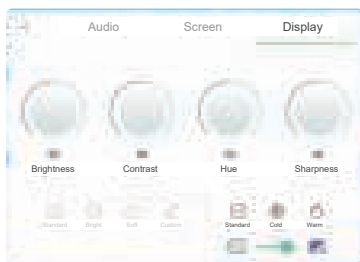 Audio Screen Display
Brightness Contrast Hue Sharpness
Standard Bright Soft Custom Standard Cold Warm